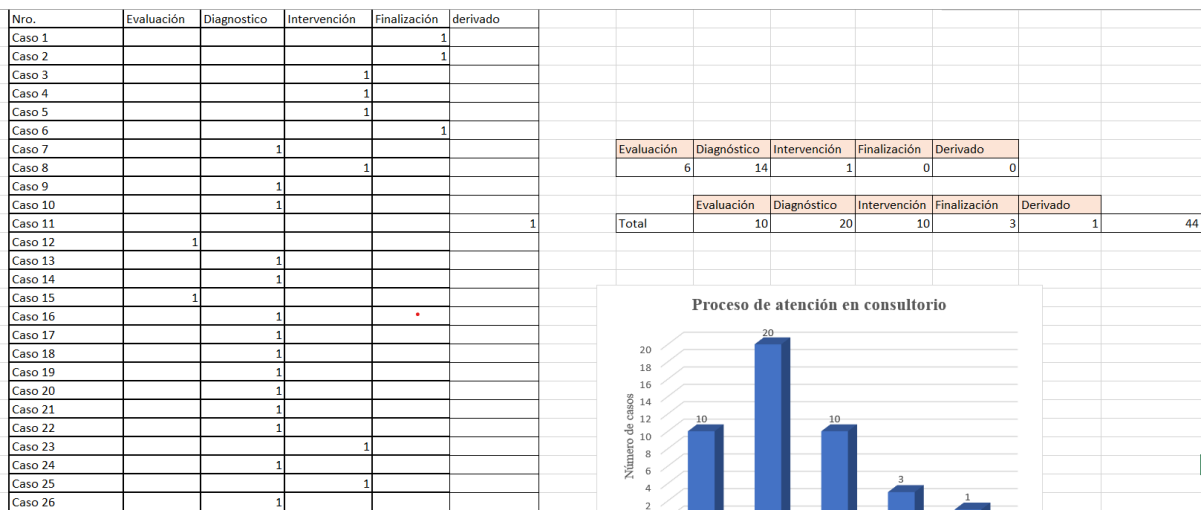 Nro. Evaluación Diagnostico Intervención Finalización derivado
Caso 1 1
Caso 2 1
Caso 3 1
Caso 4 1
Caso 5 1
Caso 6 1
Caso 7 1
Caso 8 1
Caso 9 1
Caso 10 1
Caso 11 1
Caso 12 1
Caso 13 1
Caso 14 1
Caso 15 1
Caso 16 1
Caso 17 1
Caso 18 1
Caso 19 1
Caso 20 1
Caso 21 1
Caso 22 1
Caso 23 1
Caso 24 1
Caso 25 1
Caso 26 1
Evaluación Diagnóstico Intervención Finalización Derivado
6 14 1 0 0
Evaluación Diagnóstico Intervención Finalización Derivado
Total 10 20 10 3 1 44
Proceso de atención en consultorio
Número de casos
20
18
16
14
12
10
8
6
4
2
10
20
10
3
1